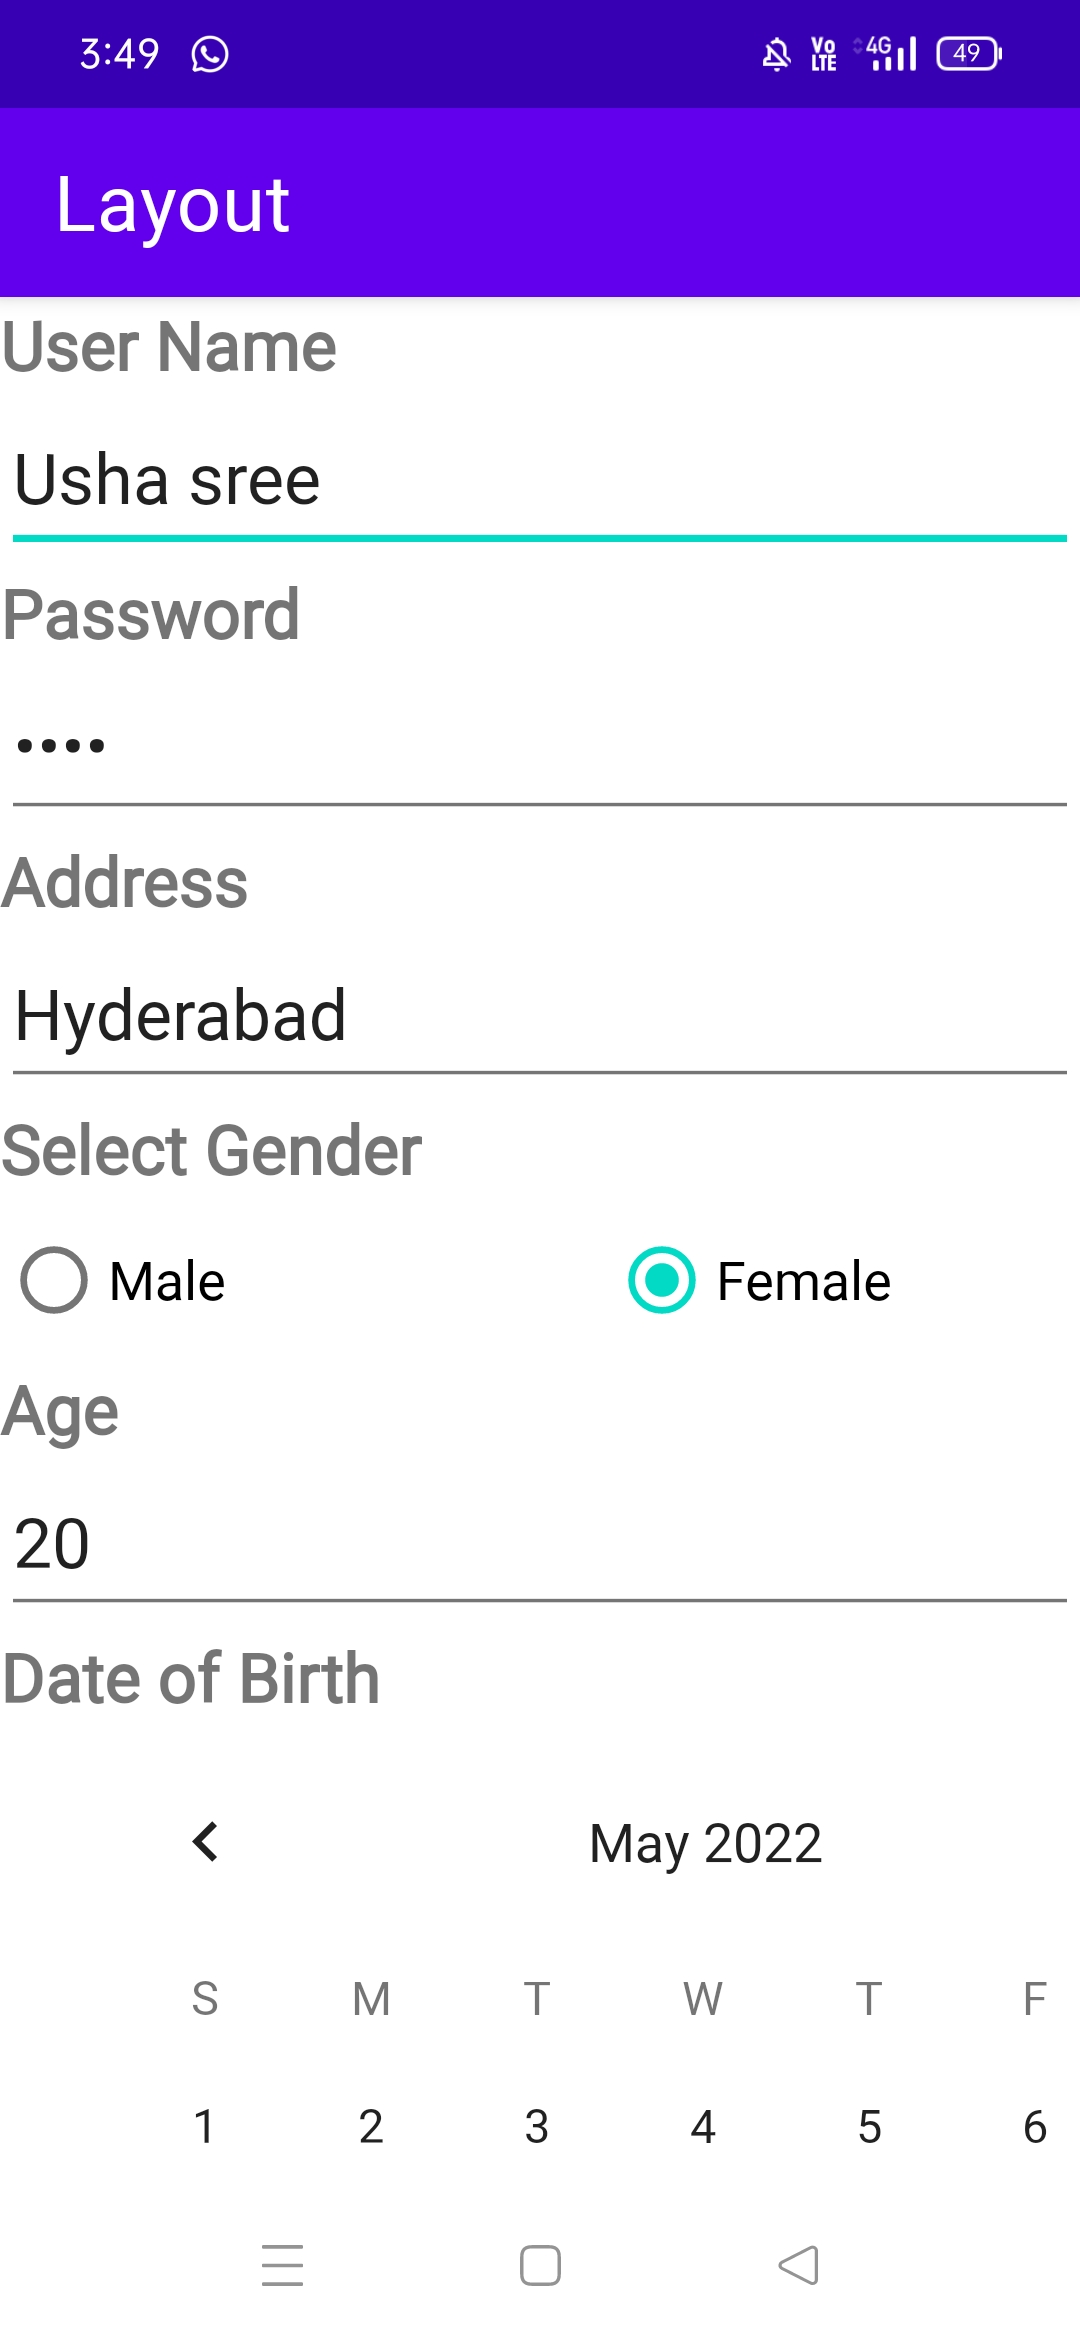 3:49 Vo LTE 4G 49
Layout
User Name
Usha sree
Password
••••
Address
Hyderabad
Select Gender
Male Female
Age
20
Date of Birth
May 2022
S M T W T F
1 2 3 4 5 6